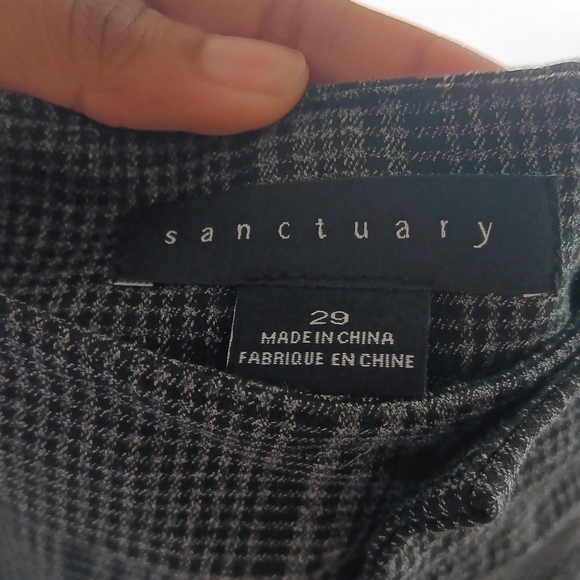 sanctuary
29
MADE IN CHINA
FABRIQUE EN CHINE